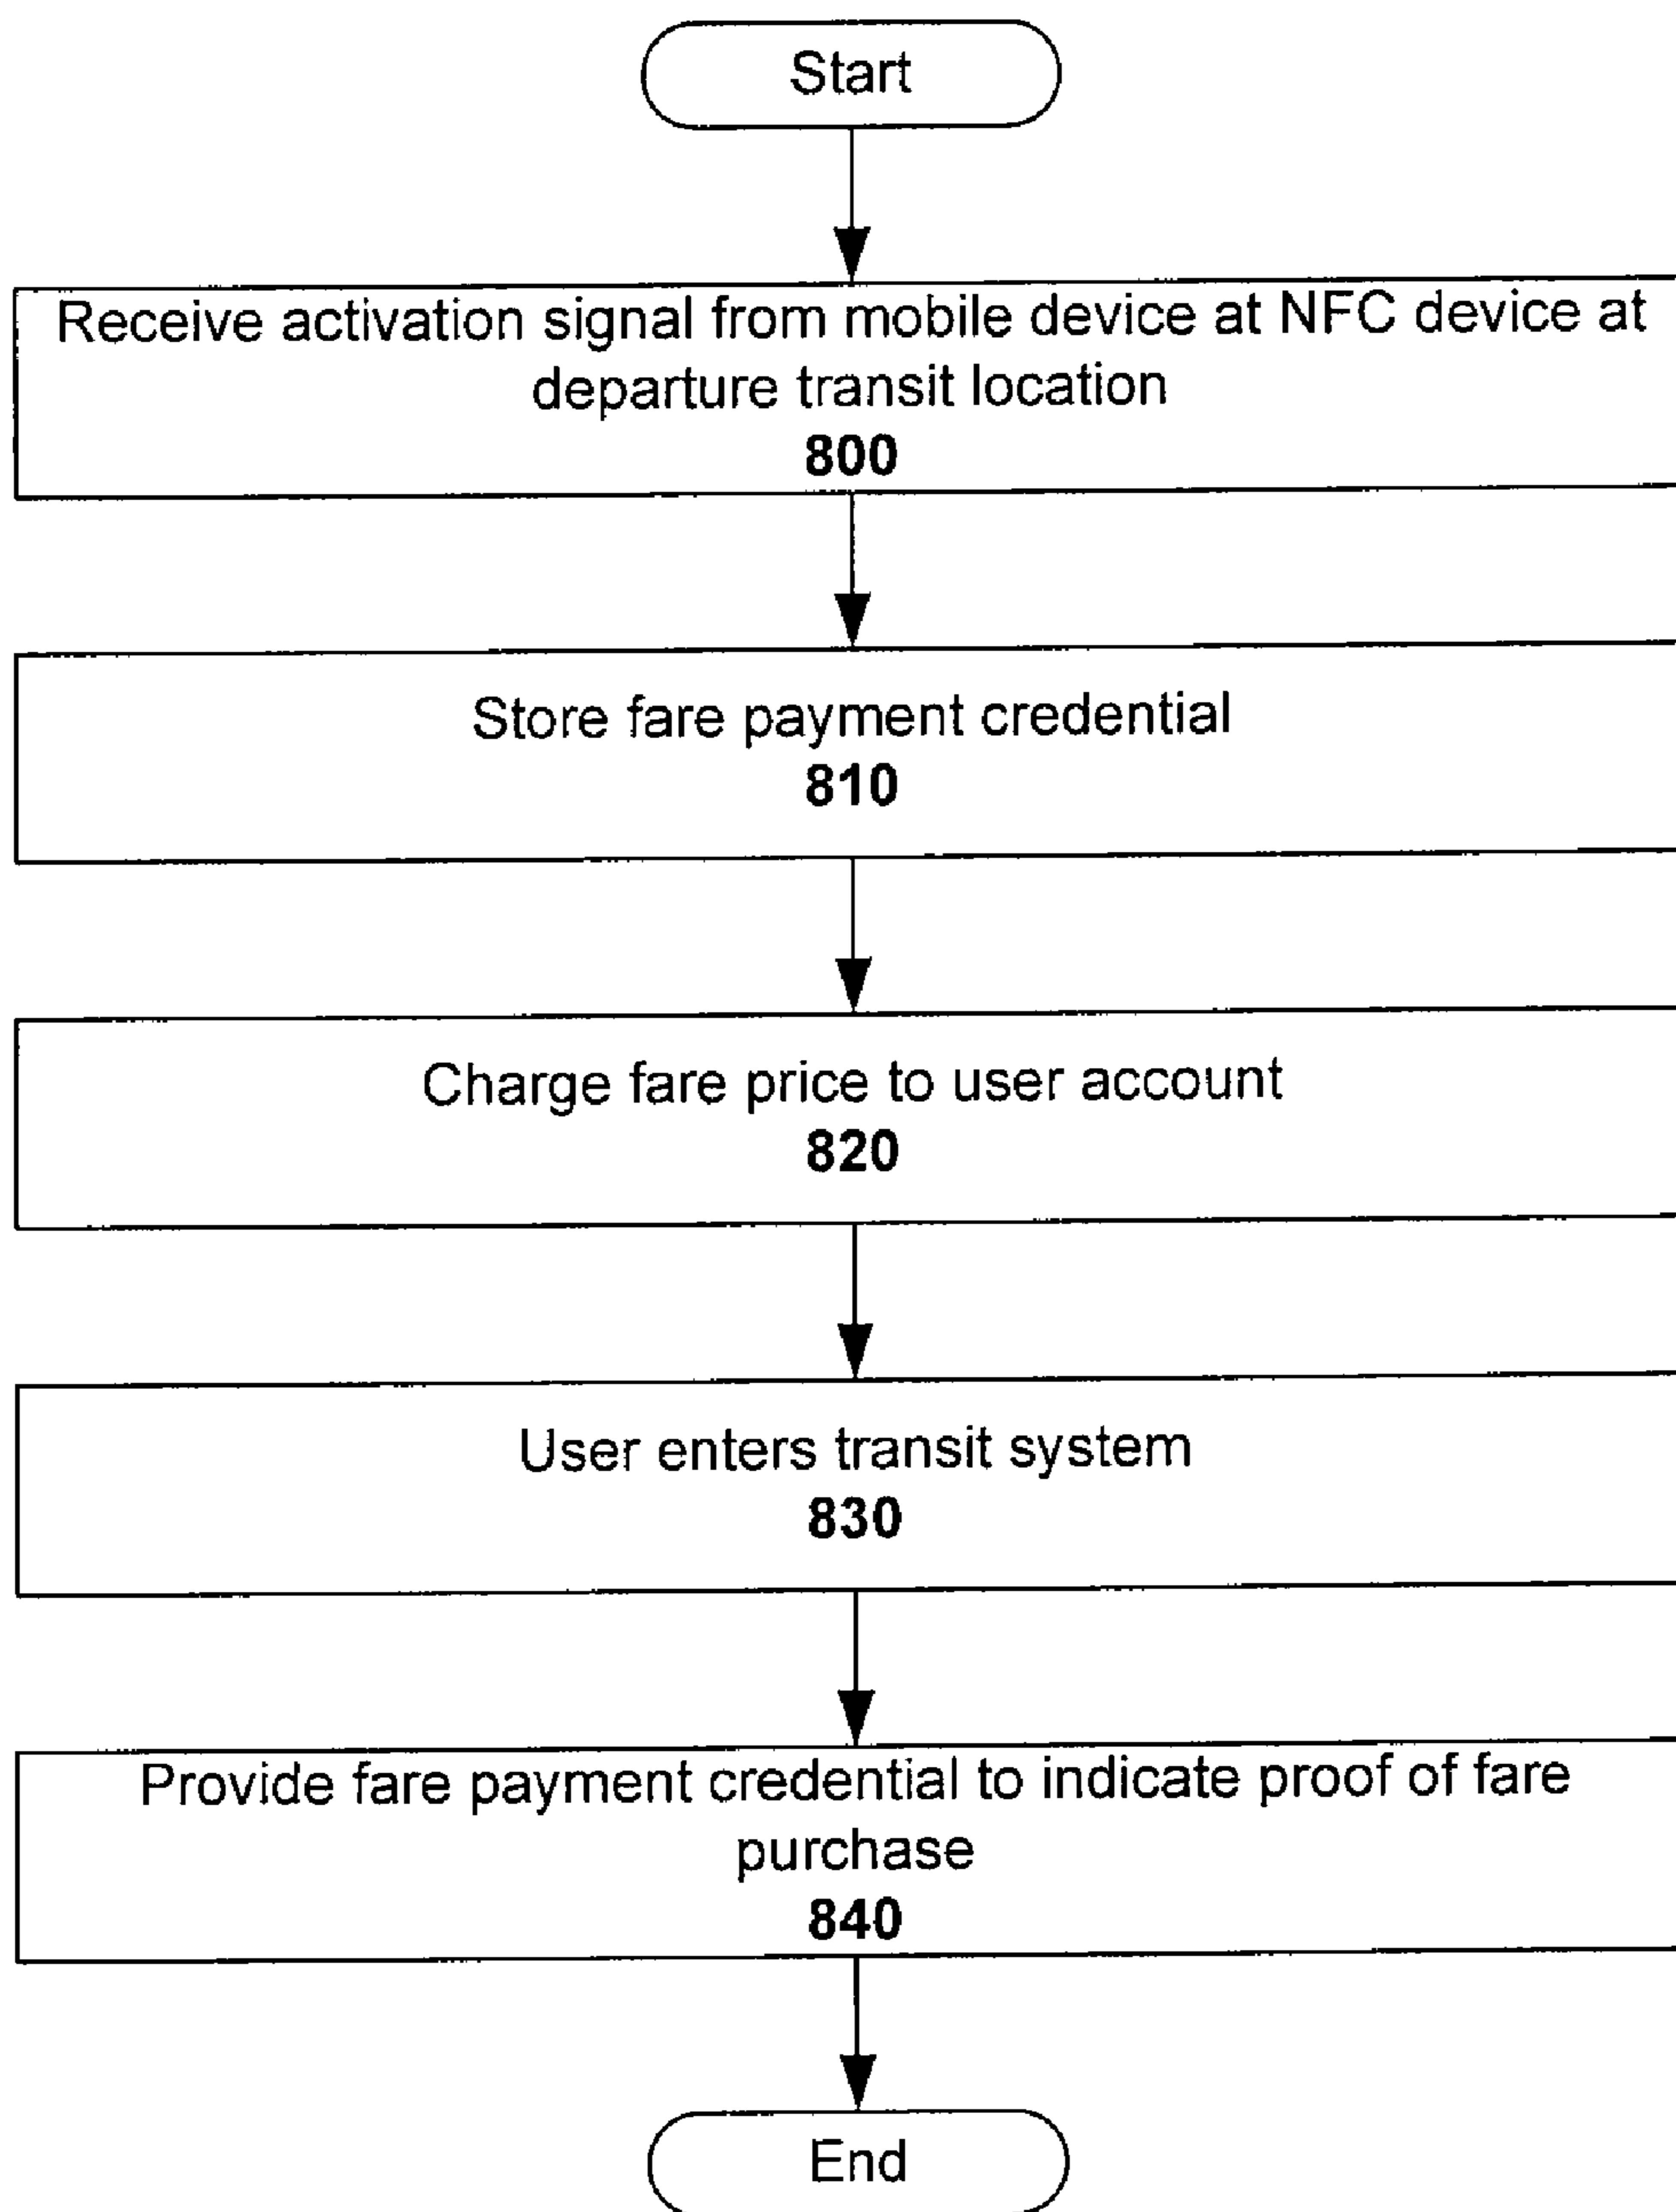 Start
Receive activation signal from mobile device at NFC device at
departure transit location
800
Store fare payment credential
810
Charge fare price to user account
820
User enters transit system
830
Provide fare payment credential to indicate proof of fare
purchase
840
End